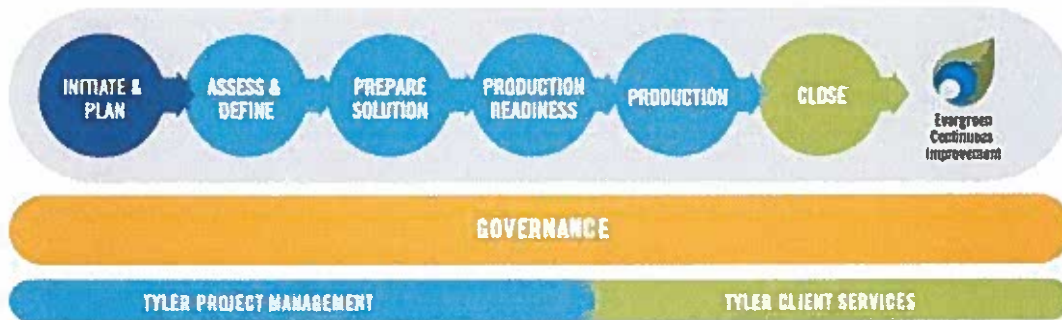 INITIATE &
PLAN
ASSESS &
DEFINE
PREPARE
SOLUTION
PRODUCTION
READINESS
PRODUCTION
CLOSE
Evergreen
Continuous
Improvement
GOVERNANCE
TYLER PROJECT MANAGEMENT
TYLER CLIENT SERVICES